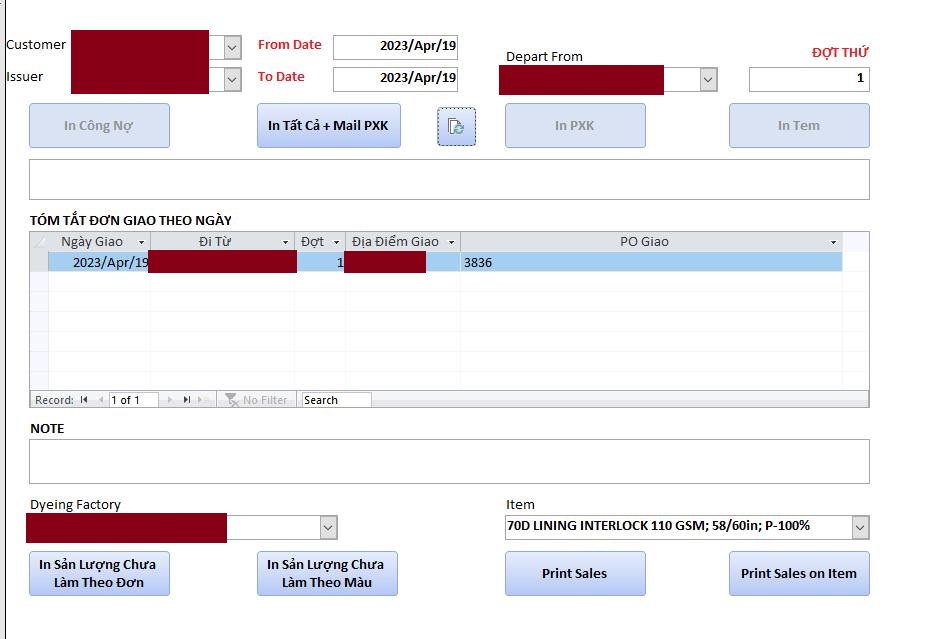 Customer
From Date
2023/Apr/19
Depart From
ĐỢT THỨ
Issuer
To Date
2023/Apr/19
1
In Công Nợ
In Tất Cả + Mail PXK
In PXK
In Tem
TÓM TẮT ĐƠN GIAO THEO NGÀY
Ngày Giao
Đi Từ
Đợt
Địa Điểm Giao
PO Giao
2023/Apr/19
1
3836
Record:
1 of 1
No Filter
Search
NOTE
Dyeing Factory
Item
70D LINING INTERLOCK 110 GSM; 58/60in; P-100%
In Sản Lượng Chưa
Làm Theo Đơn
In Sản Lượng Chưa
Làm Theo Màu
Print Sales
Print Sales on Item